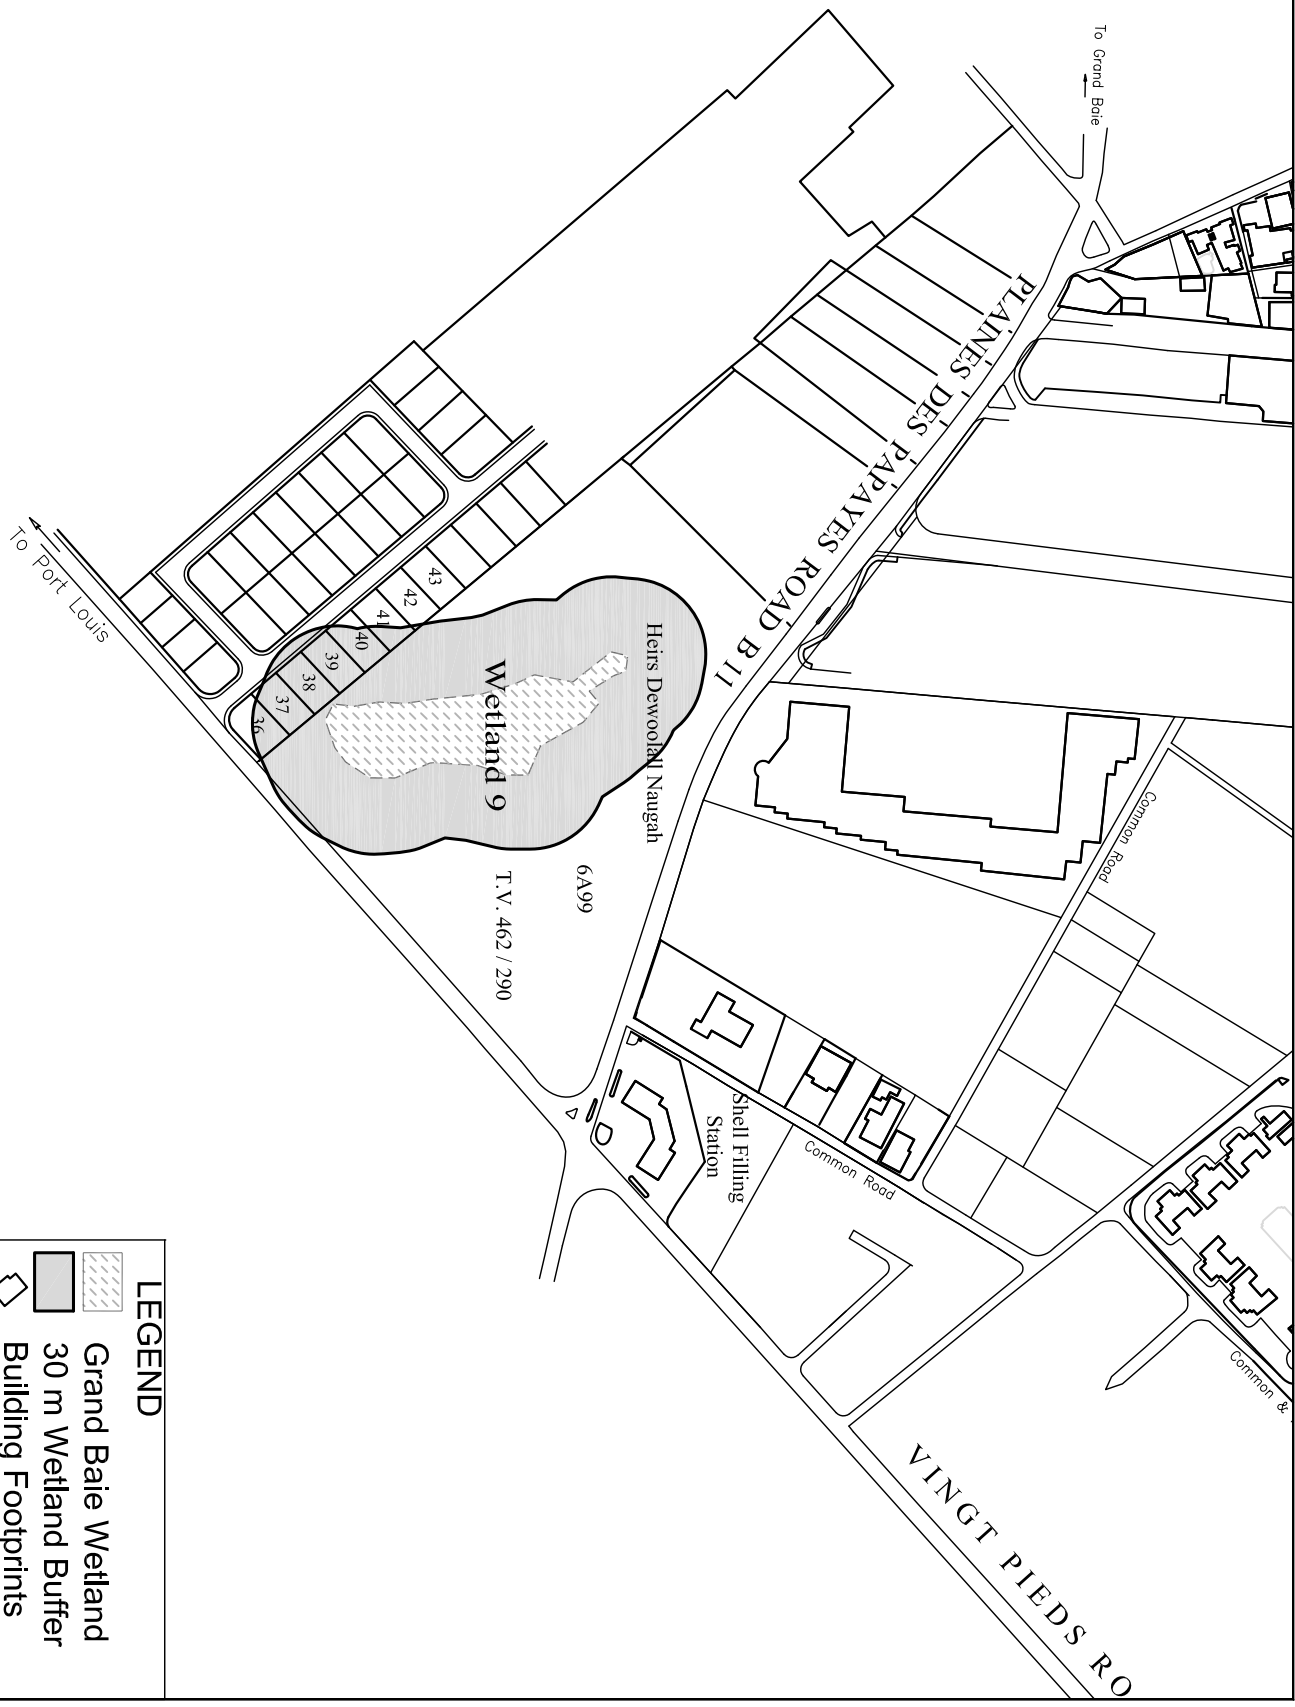 To Grand Baie
PLAINES DES PAPAYES ROAD B11
Common Road
Common &
Heirs Dewoolall Naugah
Wetland 9
43
42
41
40
39
38
37
36
6A99
T.V. 462 / 290
Shell Filling
Station
Common Road
To Port Louis
VINGT PIEDS RO
LEGEND
Grand Baie Wetland
30 m Wetland Buffer
Building Footprints